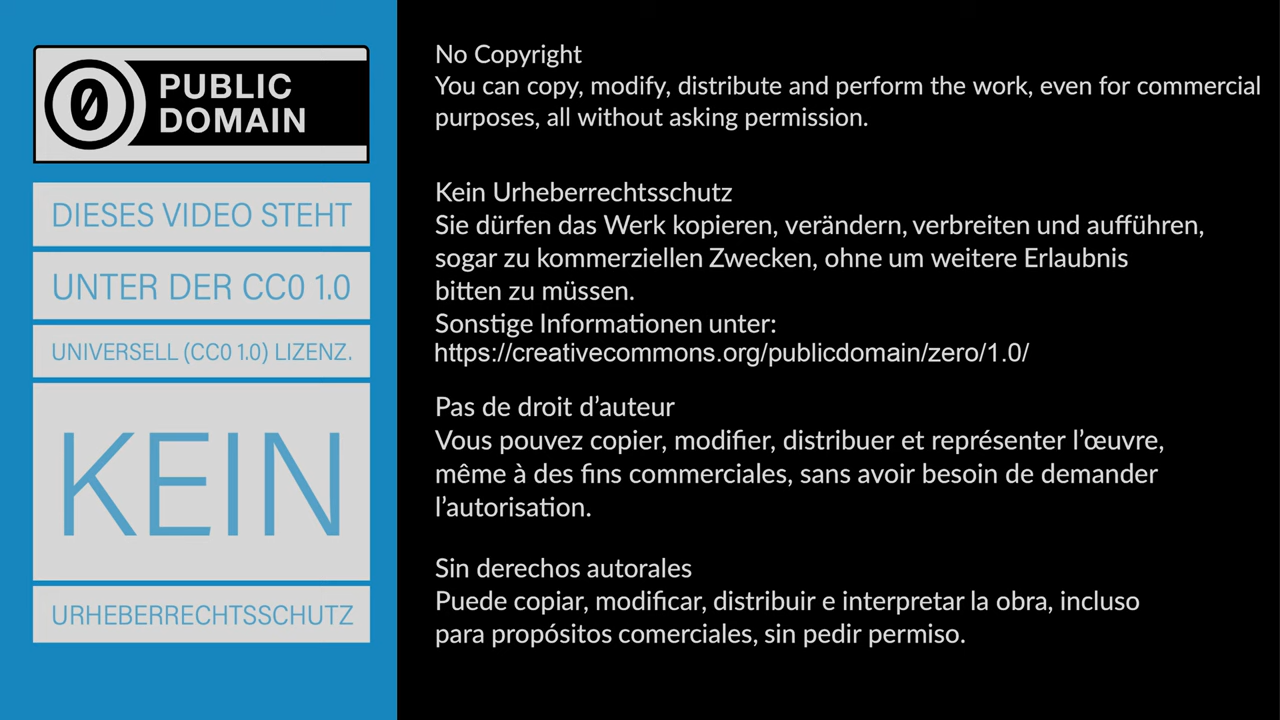 0 PUBLIC
DOMAIN
DIESES VIDEO STEHT
UNTER DER CC0 1.0
UNIVERSELL (CC0 1.0) LIZENZ.
KEIN
URHEBERRECHTSSCHUTZ
No Copyright
You can copy, modify, distribute and perform the work, even for commercial
purposes, all without asking permission.
Kein Urheberrechtsschutz
Sie dürfen das Werk kopieren, verändern, verbreiten und aufführen,
sogar zu kommerziellen Zwecken, ohne um weitere Erlaubnis
bitten zu müssen.
Sonstige Informationen unter:
https://creativecommons.org/publicdomain/zero/1.0/
Pas de droit d’auteur
Vous pouvez copier, modifier, distribuer et représenter l’œuvre,
même à des fins commerciales, sans avoir besoin de demander
l’autorisation.
Sin derechos autorales
Puede copiar, modificar, distribuir e interpretar la obra, incluso
para propósitos comerciales, sin pedir permiso.